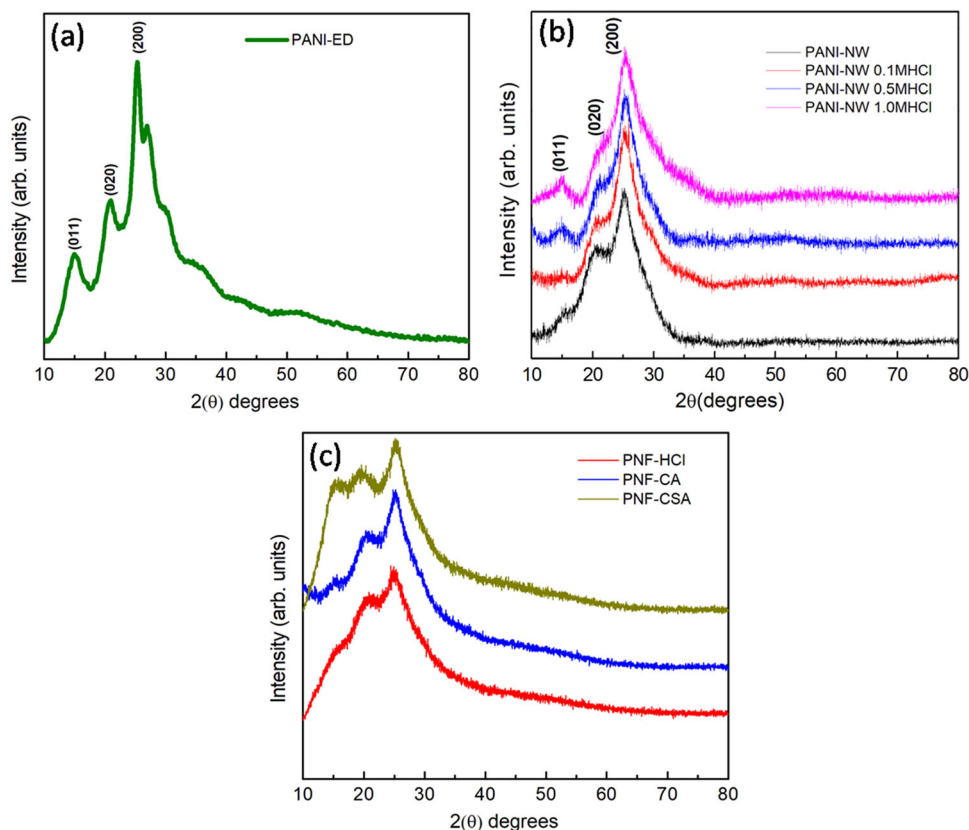 (a)
PANI-ED
(011)
(020)
(200)
Intensity (arb. units)
10 20 30 40 50 60 70 80
2(θ) degrees
(b)
PANI-NW
PANI-NW 0.1MHCl
PANI-NW 0.5MHCl
PANI-NW 1.0MHCl
(011)
(020)
(200)
Intensity (arb. units)
10 20 30 40 50 60 70 80
2θ(degrees)
(c)
PNF-HCl
PNF-CA
PNF-CSA
Intensity (arb. units)
10 20 30 40 50 60 70 80
2(θ) degrees